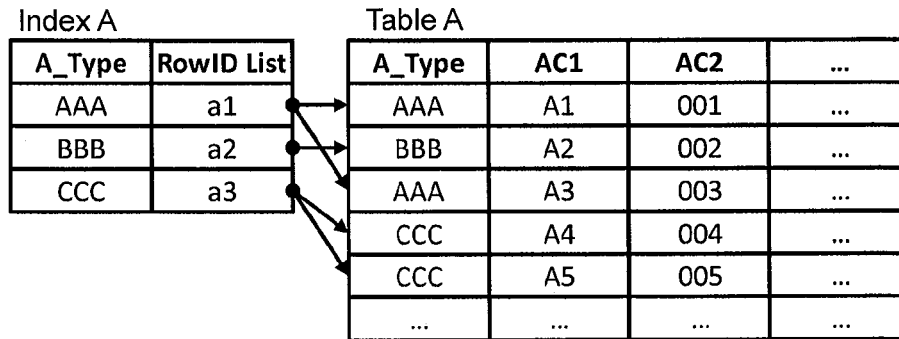 Index A
A_Type RowID List
AAA a1
BBB a2
CCC a3
Table A
A_Type AC1 AC2 ...
AAA A1 001 ...
BBB A2 002 ...
AAA A3 003 ...
CCC A4 004 ...
CCC A5 005 ...
... ... ... ...